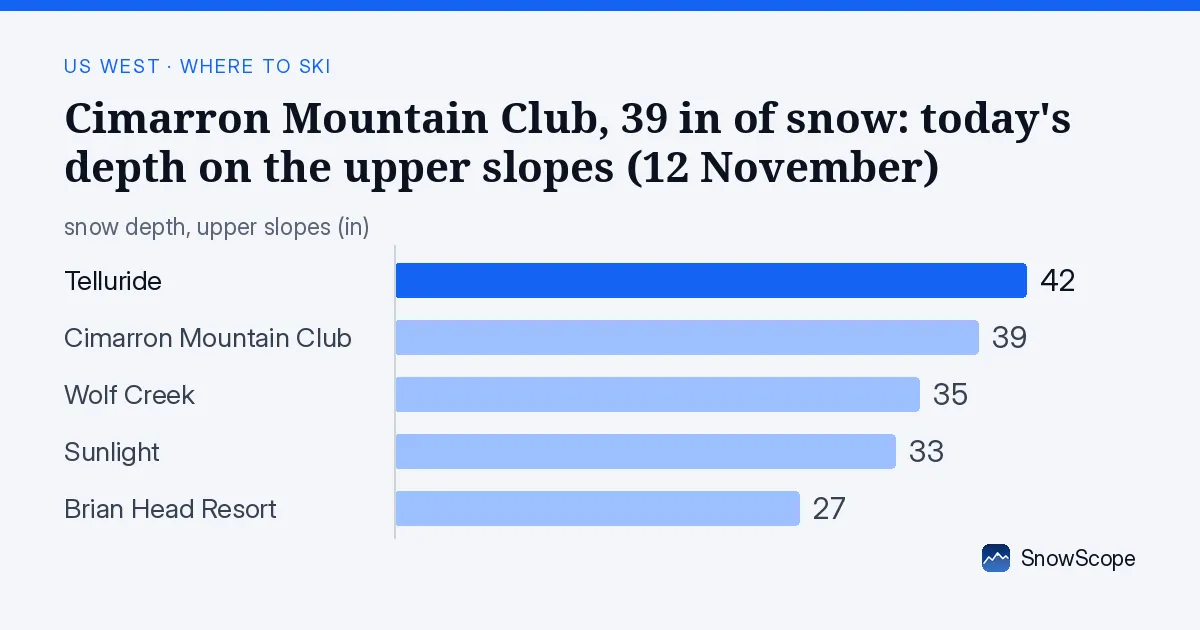 US WEST · WHERE TO SKI
Cimarron Mountain Club, 39 in of snow: today's
depth on the upper slopes (12 November)
snow depth, upper slopes (in)
Telluride 42
Cimarron Mountain Club 39
Wolf Creek 35
Sunlight 33
Brian Head Resort 27
SnowScope